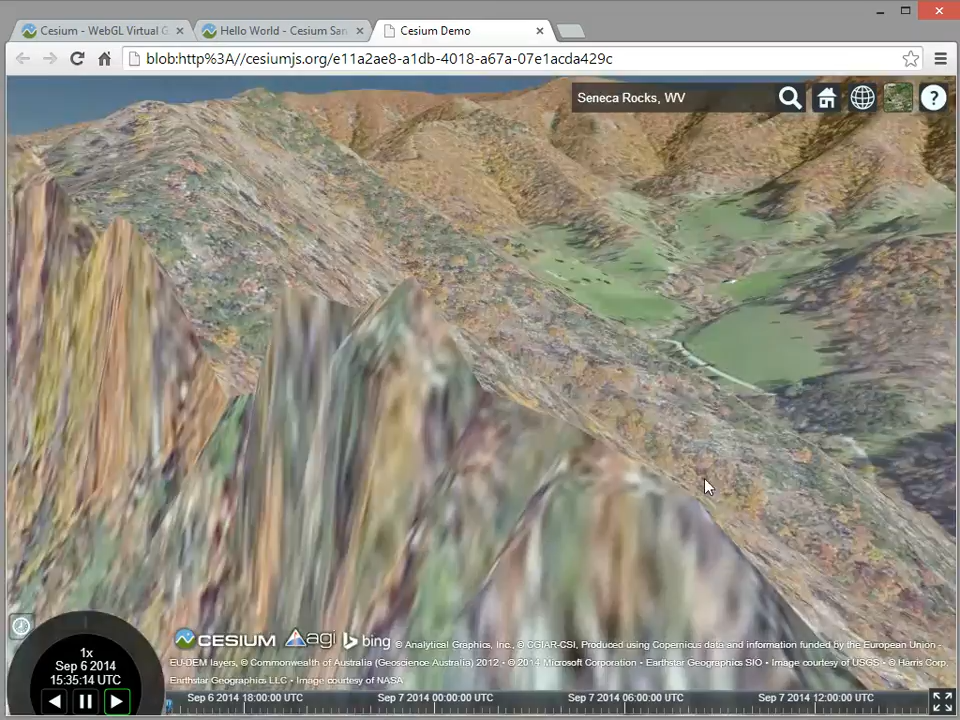 Cesium - WebGL Virtual G
Hello World - Cesium San
Cesium Demo
blob:http%3A//cesiumjs.org/e11a2ae8-a1db-4018-a67a-07e1acda429c
Seneca Rocks, WV
?
CESIUM agi bing © Analytical Graphics, Inc., © CGIAR-CSI, Produced using Copernicus data and information funded by the European Union -
EU-DEM layers, © Commonwealth of Australia (Geoscience Australia) 2012 • © 2014 Microsoft Corporation • Earthstar Geographics SIO • Image courtesy of USGS • © Harris Corp,
Earthstar Geographics LLC • Image courtesy of NASA
1x
Sep 6 2014
15:35:14 UTC
Sep 6 2014 18:00:00 UTC
Sep 7 2014 00:00:00 UTC
Sep 7 2014 06:00:00 UTC
Sep 7 2014 12:00:00 UTC